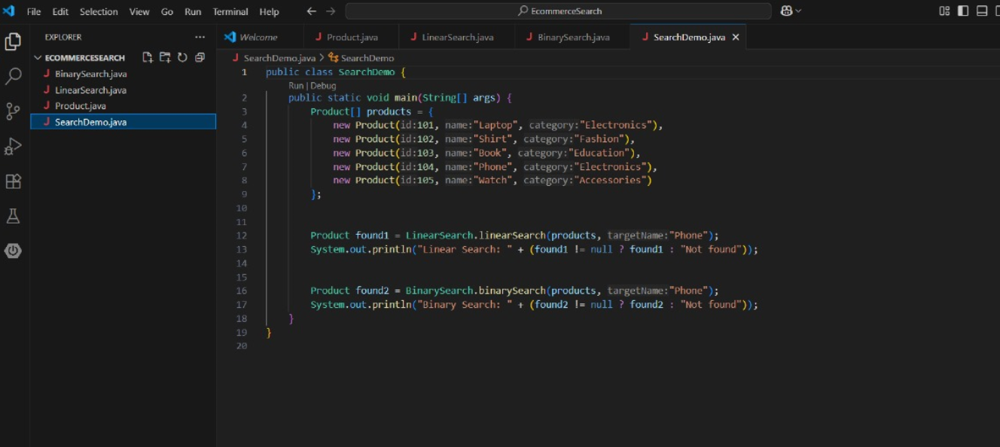 File Edit Selection View Go Run Terminal Help
EcommerceSearch
EXPLORER
ECOMMERCESEARCH
BinarySearch.java
LinearSearch.java
Product.java
SearchDemo.java
Welcome
Product.java
LinearSearch.java
BinarySearch.java
SearchDemo.java
SearchDemo.java > SearchDemo
1 public class SearchDemo {
Run | Debug
2 public static void main(String[] args) {
3 Product[] products = {
4 new Product(id:101, name:"Laptop", category:"Electronics"),
5 new Product(id:102, name:"Shirt", category:"Fashion"),
6 new Product(id:103, name:"Book", category:"Education"),
7 new Product(id:104, name:"Phone", category:"Electronics"),
8 new Product(id:105, name:"Watch", category:"Accessories")
9 };
10
11
12 Product found1 = LinearSearch.linearSearch(products, targetName:"Phone");
13 System.out.println("Linear Search: " + (found1 != null ? found1 : "Not found"));
14
15
16 Product found2 = BinarySearch.binarySearch(products, targetName:"Phone");
17 System.out.println("Binary Search: " + (found2 != null ? found2 : "Not found"));
18 }
19 }
20